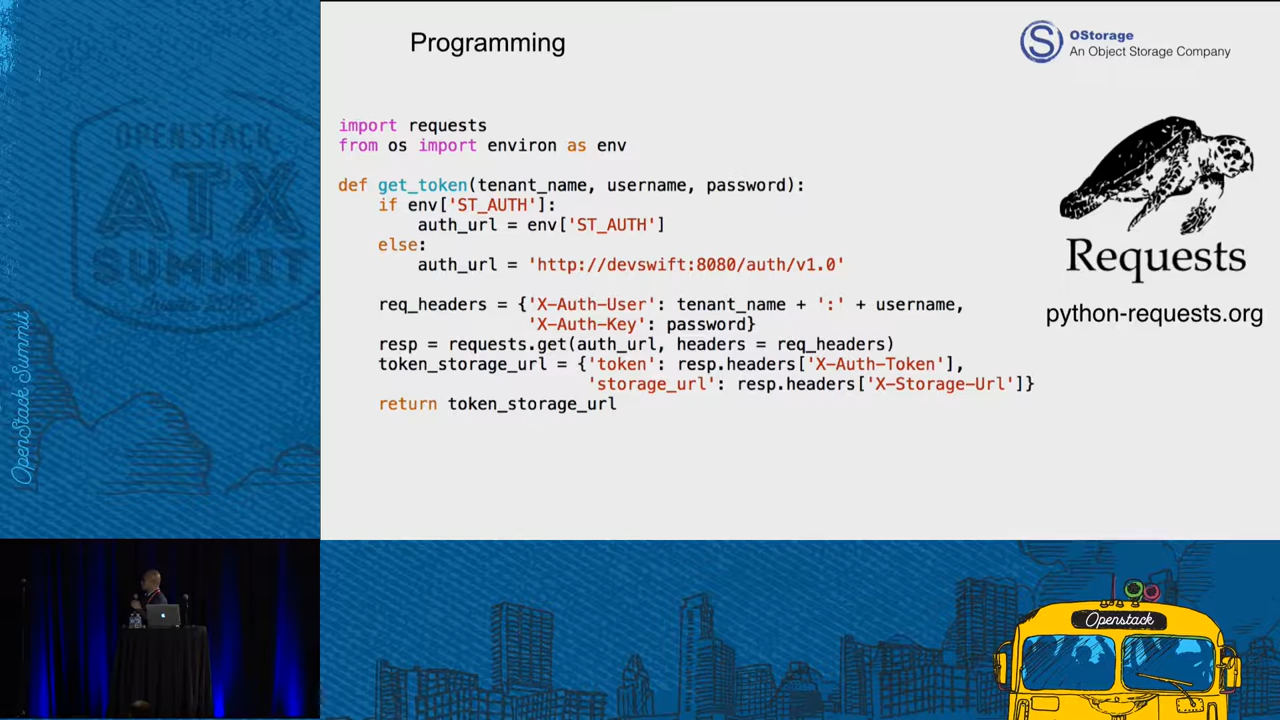 Programming
OStorage
An Object Storage Company
import requests
from os import environ as env
def get_token(tenant_name, username, password):
if env['ST_AUTH']:
auth_url = env['ST_AUTH']
else:
auth_url = 'http://devswift:8080/auth/v1.0'
req_headers = {'X-Auth-User': tenant_name + ':' + username,
'X-Auth-Key': password}
resp = requests.get(auth_url, headers = req_headers)
token_storage_url = {'token': resp.headers['X-Auth-Token'],
'storage_url': resp.headers['X-Storage-Url']}
return token_storage_url
Requests
python-requests.org
OPENSTACK
ATX
SUMMIT
OpenStack Summit
Openstack